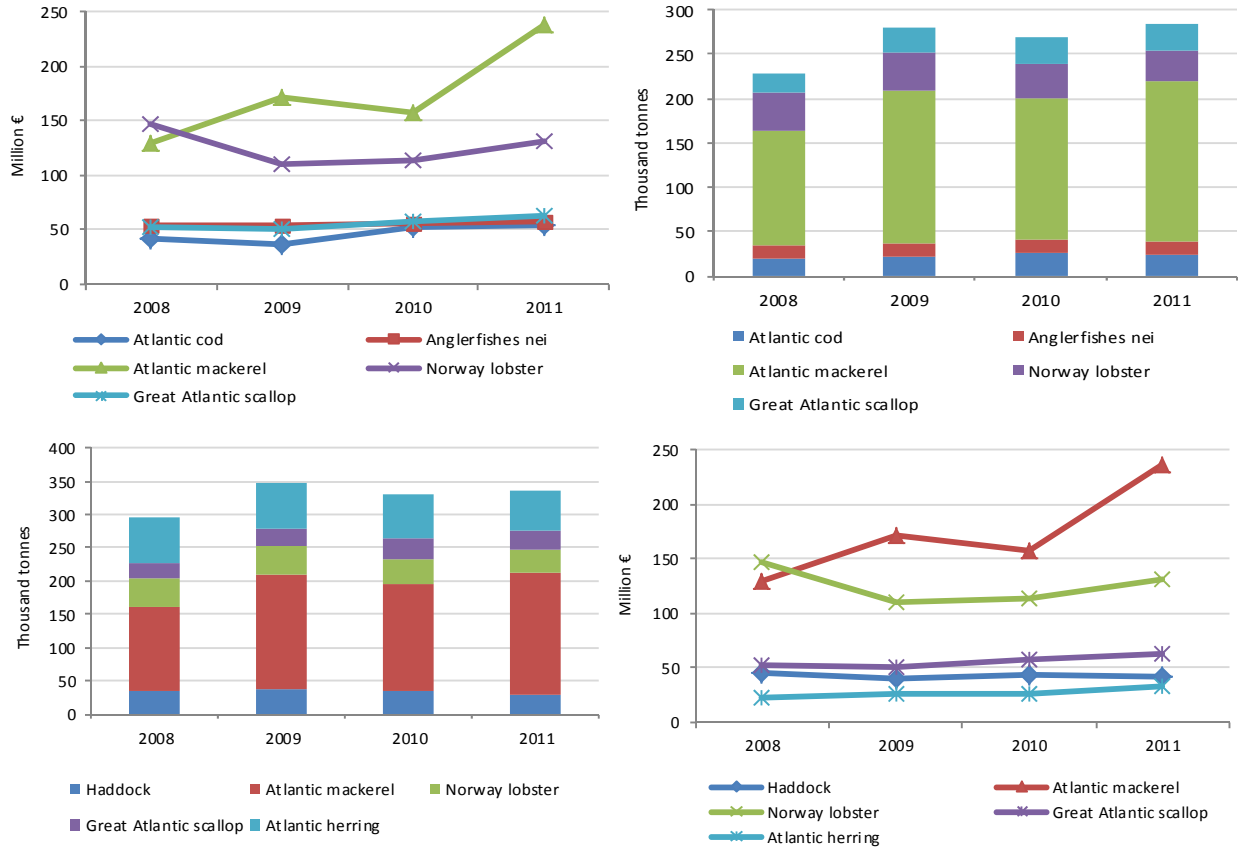 250
200
150
100
50
0
Million €
2008 2009 2010 2011
Atlantic cod Anglerfishes nei
Atlantic mackerel Norway lobster
Great Atlantic scallop
300
250
200
150
100
50
0
Thousand tonnes
2008 2009 2010 2011
Atlantic cod Anglerfishes nei
Atlantic mackerel Norway lobster
Great Atlantic scallop
400
350
300
250
200
150
100
50
0
Thousand tonnes
2008 2009 2010 2011
Haddock Atlantic mackerel Norway lobster
Great Atlantic scallop Atlantic herring
250
200
150
100
50
0
Million €
2008 2009 2010 2011
Haddock Atlantic mackerel
Norway lobster Great Atlantic scallop
Atlantic herring